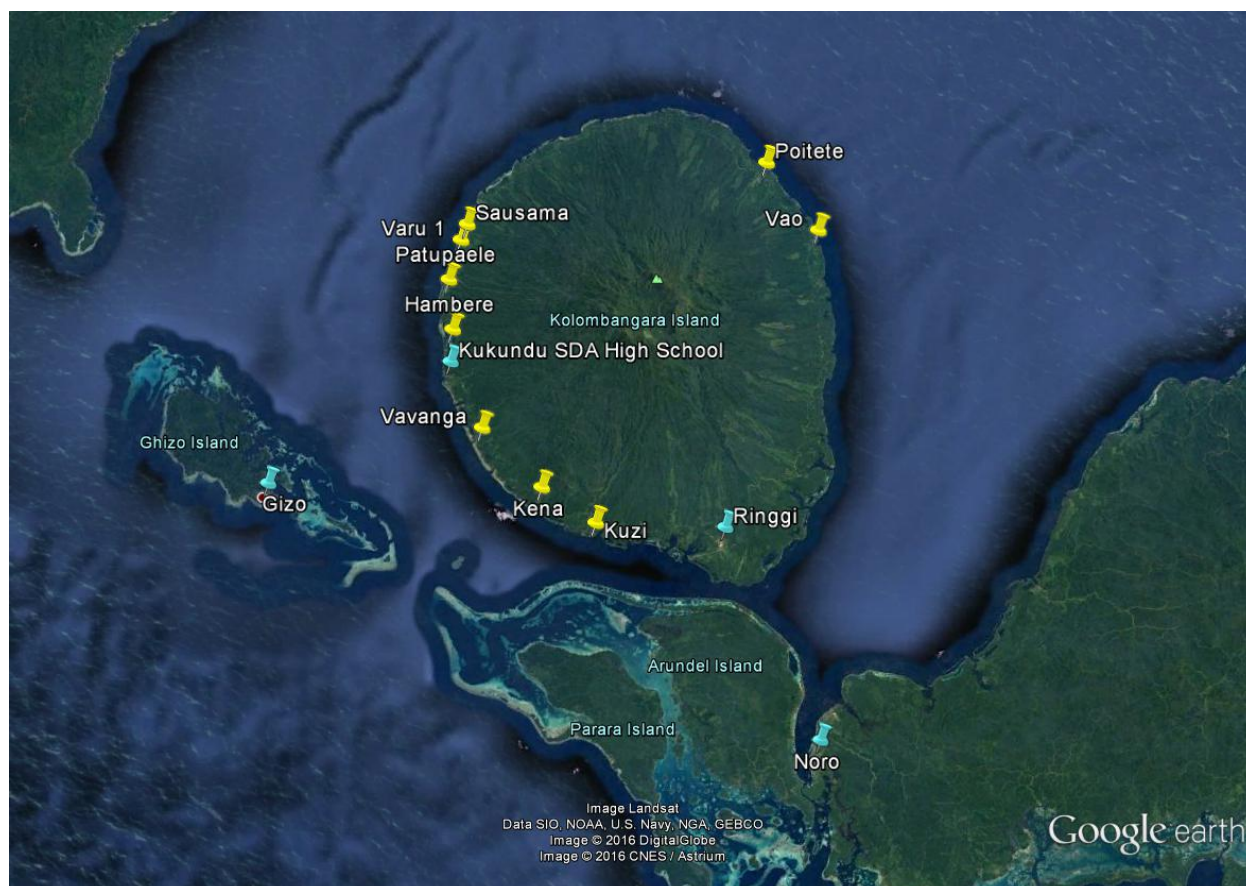 Poitete
Sausama
Vao
Varu 1
Patupaele
Hambere
Kolombangara Island
Kukundu SDA High School
Vavanga
Ghizo Island
Gizo
Kena
Kuzi
Ringgi
Arundel Island
Parara Island
Noro
Image Landsat
Data SIO, NOAA, U.S. Navy, NGA, GEBCO
Image © 2016 DigitalGlobe
Image © 2016 CNES / Astrium
Google earth